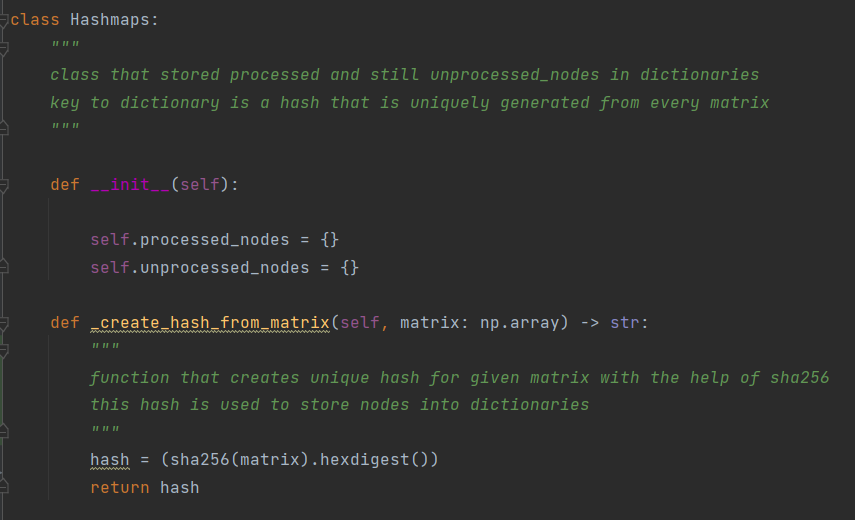 class Hashmaps:
    """
    class that stored processed and still unprocessed_nodes in dictionaries
    key to dictionary is a hash that is uniquely generated from every matrix
    """
    def __init__(self):
        self.processed_nodes = {}
        self.unprocessed_nodes = {}
    def _create_hash_from_matrix(self, matrix: np.array) -> str:
        """
        function that creates unique hash for given matrix with the help of sha256
        this hash is used to store nodes into dictionaries
        """
        hash = (sha256(matrix).hexdigest())
        return hash